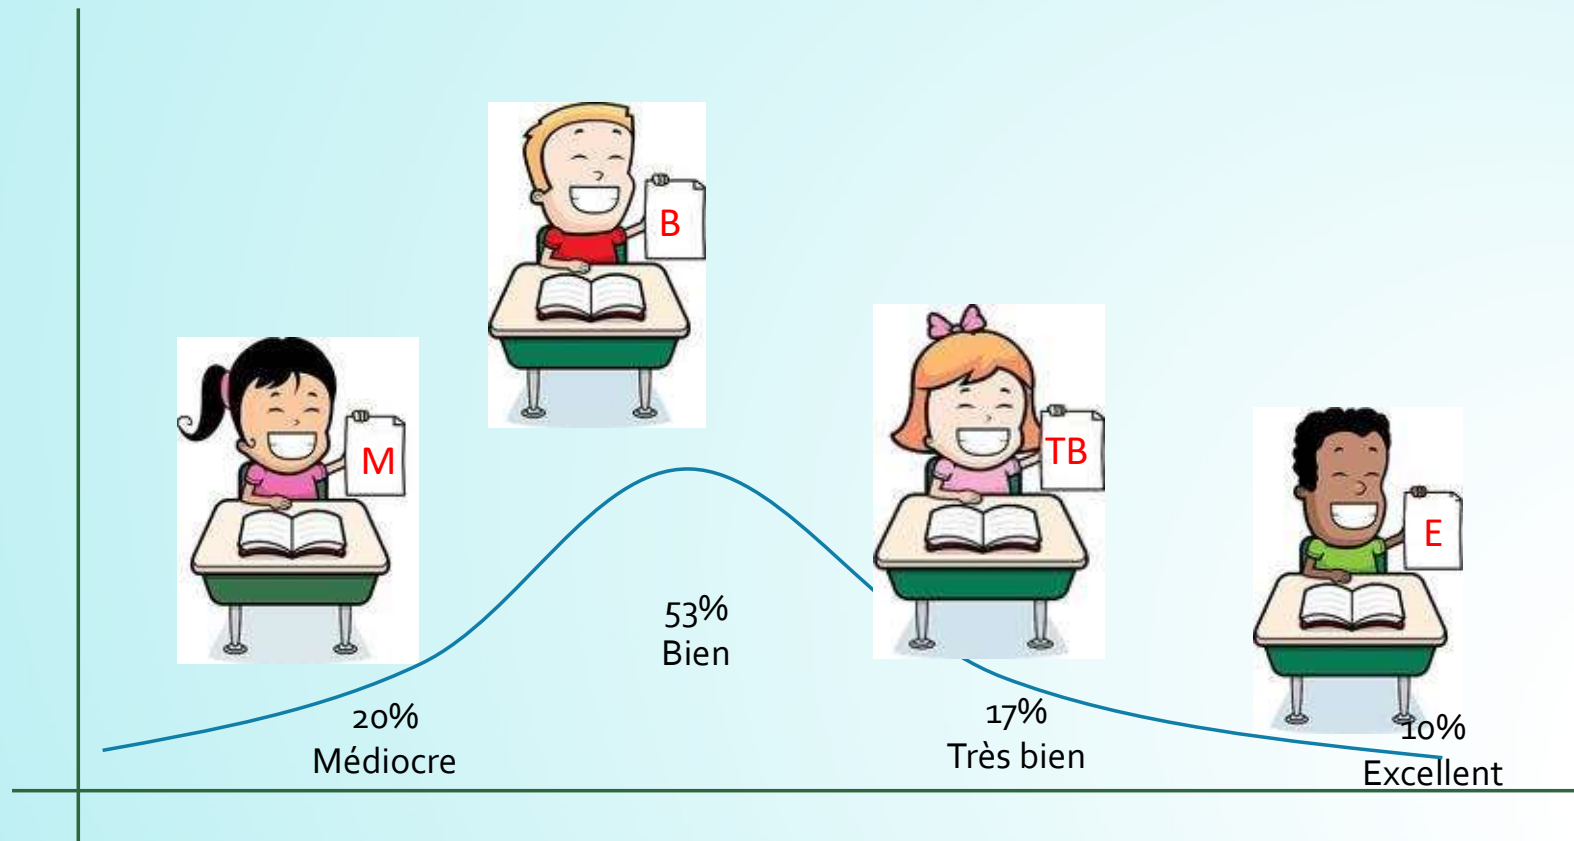 B
M
TB
E
53%
Bien
20%
Médiocre
17%
Très bien
10%
Excellent